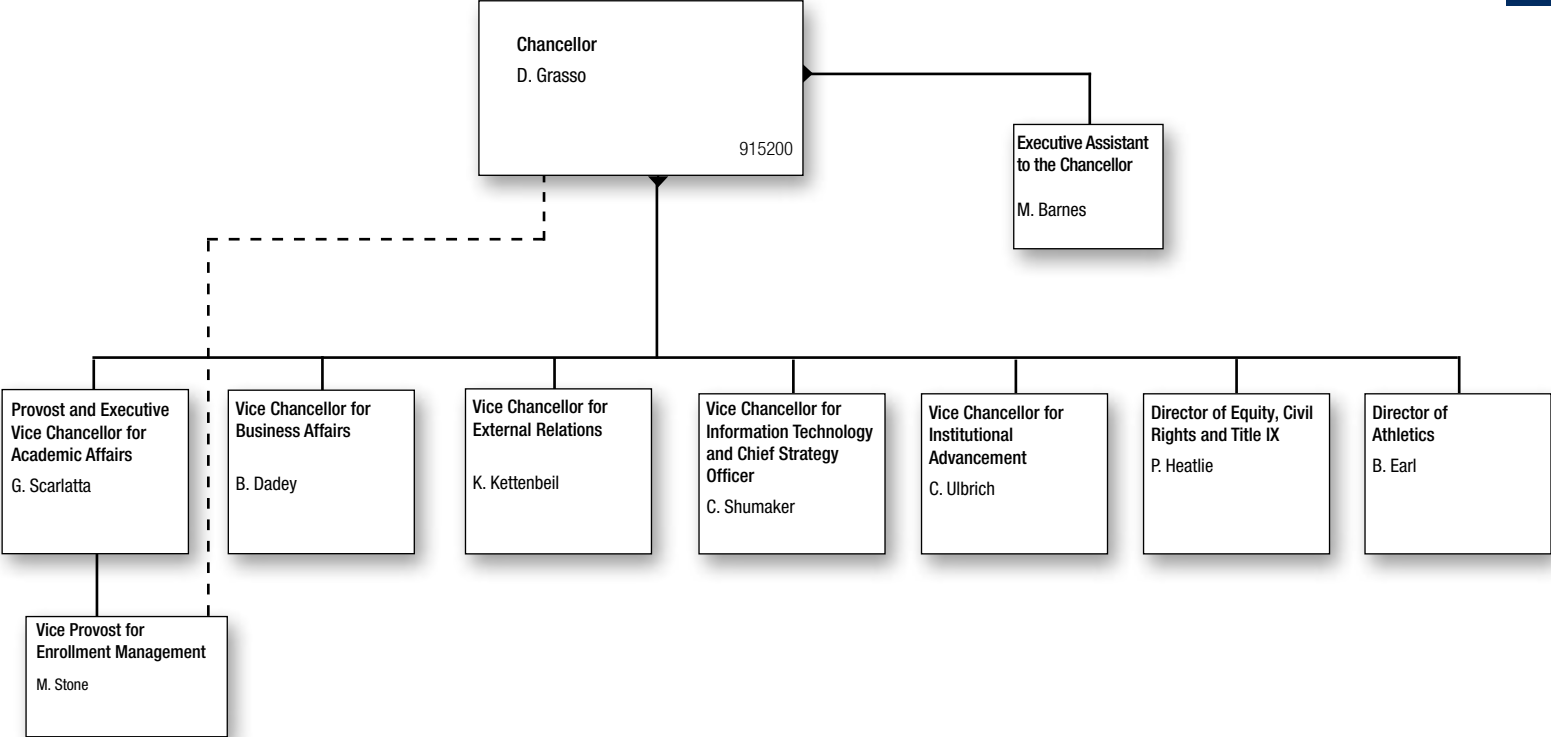 Chancellor
D. Grasso
915200
Executive Assistant
to the Chancellor
M. Barnes
Provost and Executive
Vice Chancellor for
Academic Affairs
G. Scarlatta
Vice Chancellor for
Business Affairs
B. Dadey
Vice Chancellor for
External Relations
K. Kettenbeil
Vice Chancellor for
Information Technology
and Chief Strategy
Officer
C. Shumaker
Vice Chancellor for
Institutional
Advancement
C. Ulbrich
Director of Equity, Civil
Rights and Title IX
P. Heatlie
Director of
Athletics
B. Earl
Vice Provost for
Enrollment Management
M. Stone